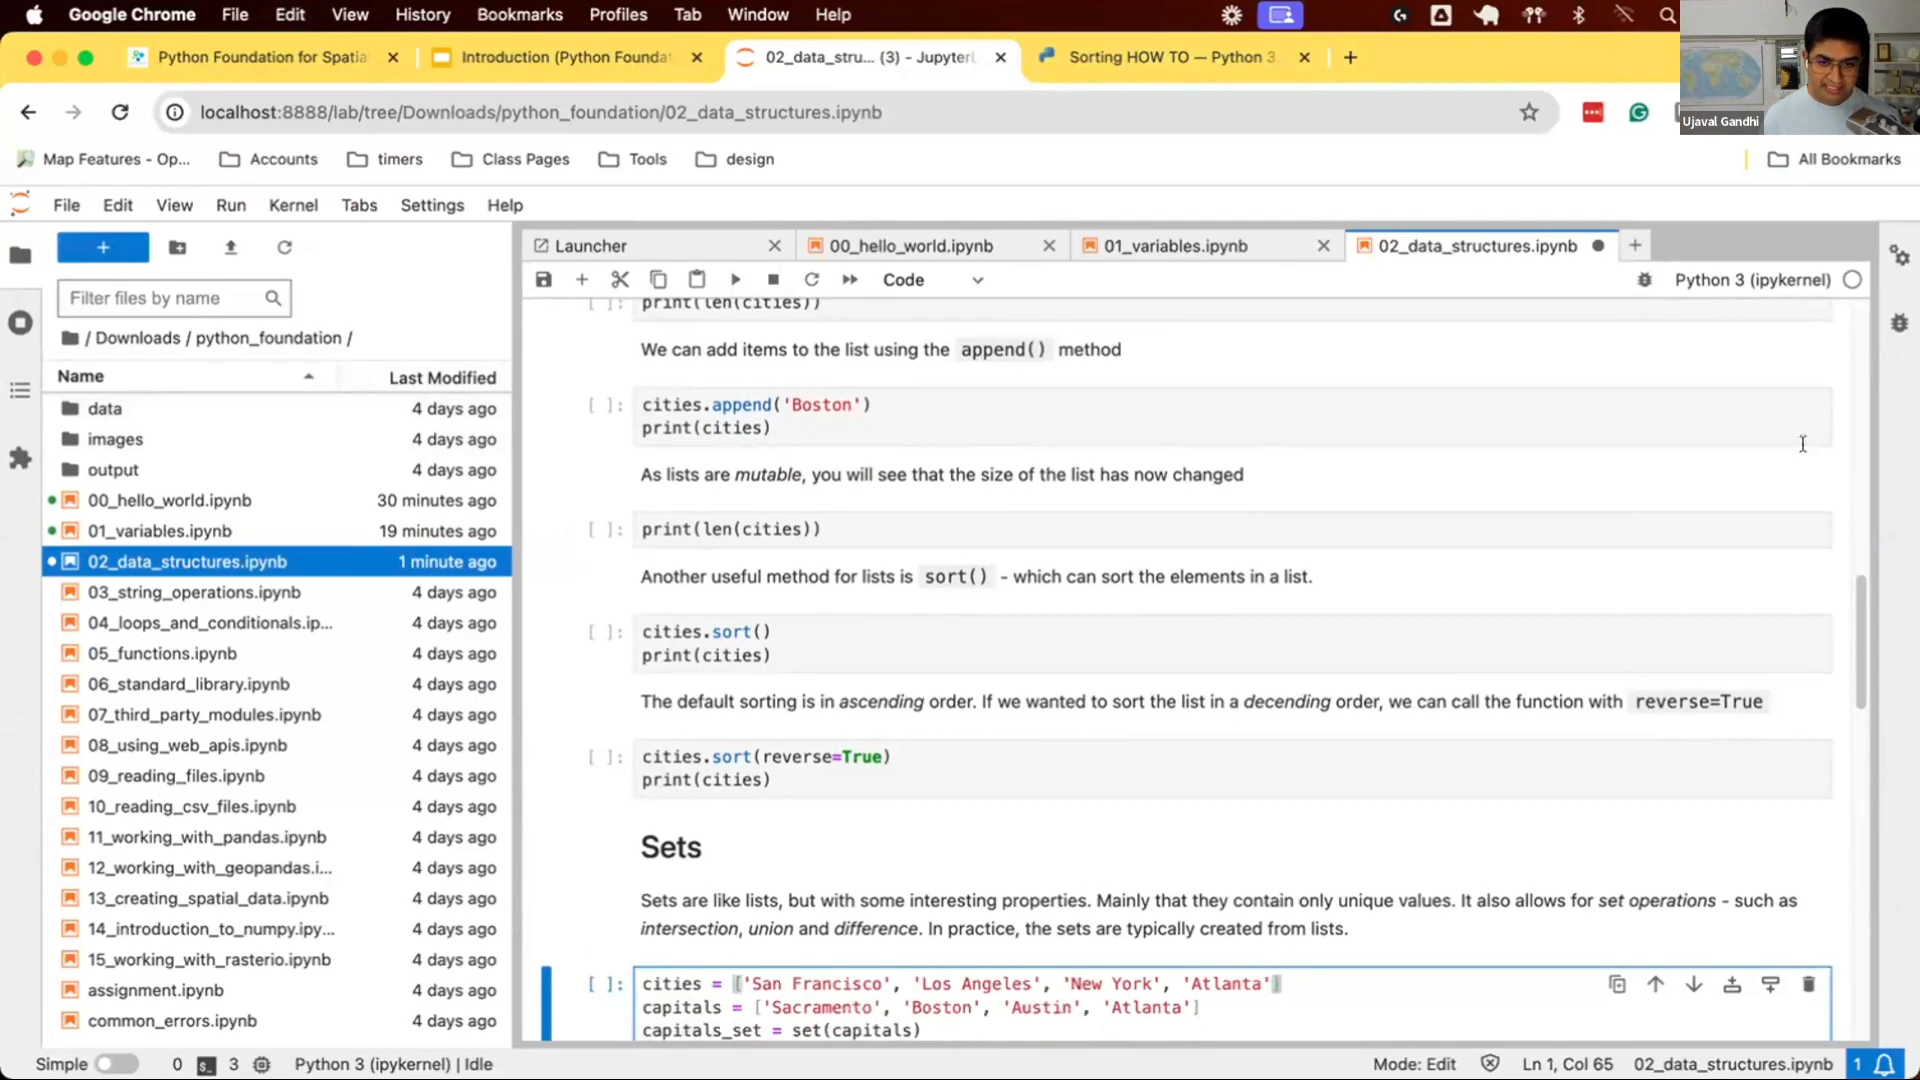 Google Chrome File Edit View History Bookmarks Profiles Tab Window Help
Python Foundation for Spatia
Introduction (Python Foundat
02_data_stru... (3) - JupyterL
Sorting HOW TO — Python 3.
localhost:8888/lab/tree/Downloads/python_foundation/02_data_structures.ipynb
Ujaval Gandhi
Map Features - Op... Accounts timers Class Pages Tools design All Bookmarks
File Edit View Run Kernel Tabs Settings Help
Launcher 00_hello_world.ipynb 01_variables.ipynb 02_data_structures.ipynb
Code
Python 3 (ipykernel)
Filter files by name
/ Downloads / python_foundation /
Name Last Modified
data 4 days ago
images 4 days ago
output 4 days ago
00_hello_world.ipynb 30 minutes ago
01_variables.ipynb 19 minutes ago
02_data_structures.ipynb 1 minute ago
03_string_operations.ipynb 4 days ago
04_loops_and_conditionals.ip... 4 days ago
05_functions.ipynb 4 days ago
06_standard_library.ipynb 4 days ago
07_third_party_modules.ipynb 4 days ago
08_using_web_apis.ipynb 4 days ago
09_reading_files.ipynb 4 days ago
10_reading_csv_files.ipynb 4 days ago
11_working_with_pandas.ipynb 4 days ago
12_working_with_geopandas.i... 4 days ago
13_creating_spatial_data.ipynb 4 days ago
14_introduction_to_numpy.ipy... 4 days ago
15_working_with_rasterio.ipynb 4 days ago
assignment.ipynb 4 days ago
common_errors.ipynb 4 days ago
[ ]: print(len(cities))
We can add items to the list using the append() method
[ ]: cities.append('Boston')
print(cities)
As lists are mutable, you will see that the size of the list has now changed
[ ]: print(len(cities))
Another useful method for lists is sort() - which can sort the elements in a list.
[ ]: cities.sort()
print(cities)
The default sorting is in ascending order. If we wanted to sort the list in a decending order, we can call the function with reverse=True
[ ]: cities.sort(reverse=True)
print(cities)
Sets
Sets are like lists, but with some interesting properties. Mainly that they contain only unique values. It also allows for set operations - such as
intersection, union and difference. In practice, the sets are typically created from lists.
[ ]: cities = ['San Francisco', 'Los Angeles', 'New York', 'Atlanta']
capitals = ['Sacramento', 'Boston', 'Austin', 'Atlanta']
capitals_set = set(capitals)
Simple 0 3 Python 3 (ipykernel) | Idle Mode: Edit Ln 1, Col 65 02_data_structures.ipynb 1